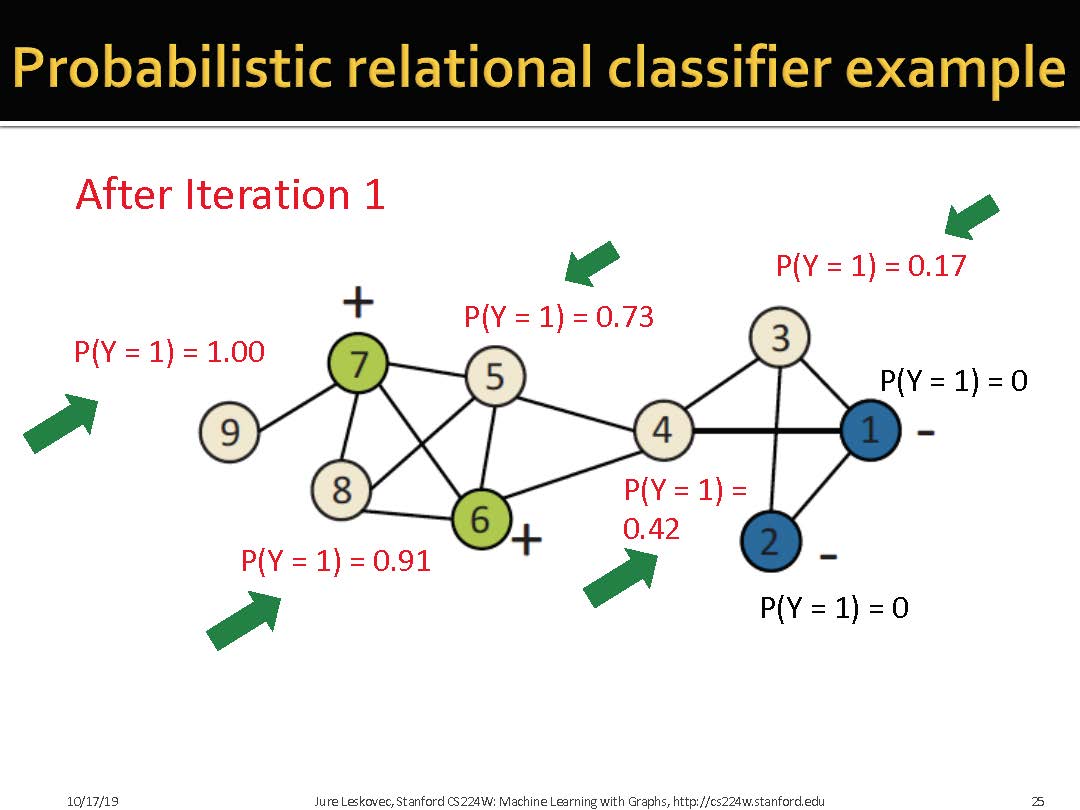 Probabilistic relational classifier example
After Iteration 1
P(Y = 1) = 0.17
+
P(Y = 1) = 0.73
P(Y = 1) = 1.00
7
5
3
P(Y = 1) = 0
9
4
1
-
8
6
+
P(Y = 1) =
0.42
2
-
P(Y = 1) = 0.91
P(Y = 1) = 0
10/17/19
Jure Leskovec, Stanford CS224W: Machine Learning with Graphs, http://cs224w.stanford.edu
25